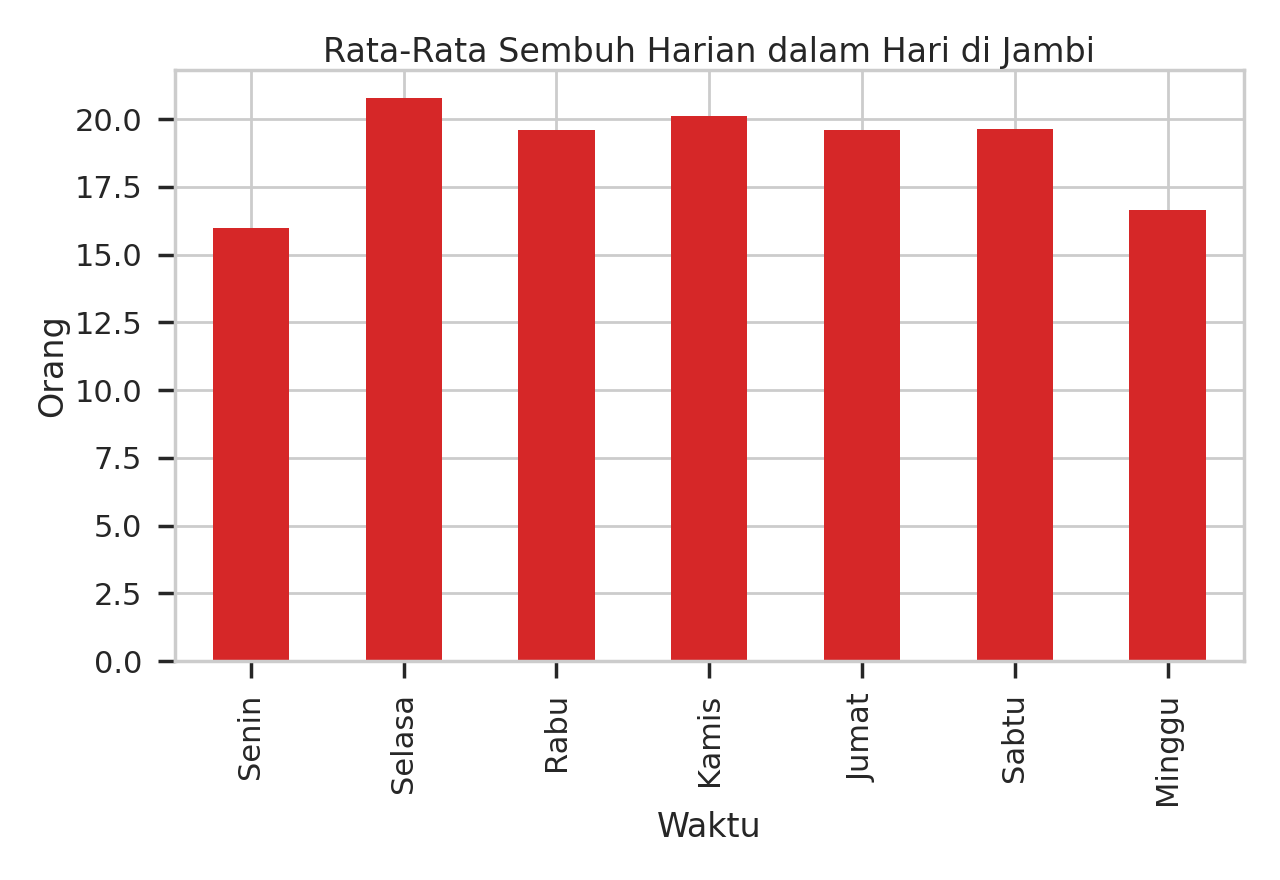 Rata-Rata Sembuh Harian dalam Hari di Jambi
Orang
20.0
17.5
15.0
12.5
10.0
7.5
5.0
2.5
0.0
Senin
Selasa
Rabu
Kamis
Jumat
Sabtu
Minggu
Waktu